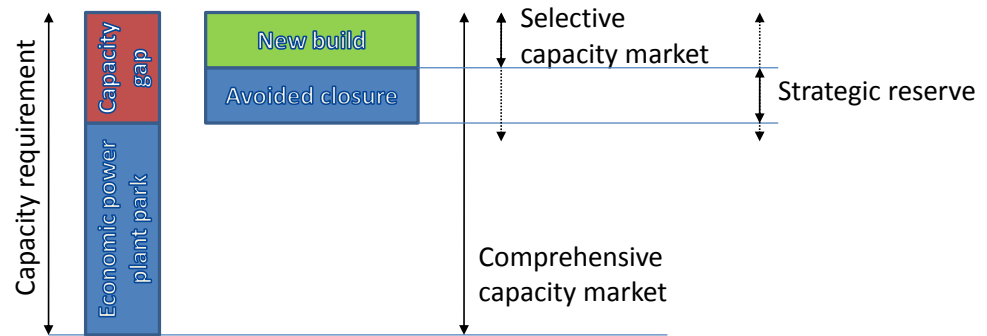 Capacity requirement
Capacity
gap
Economic power
plant park
New build
Avoided closure
Selective
capacity market
Strategic reserve
Comprehensive
capacity market